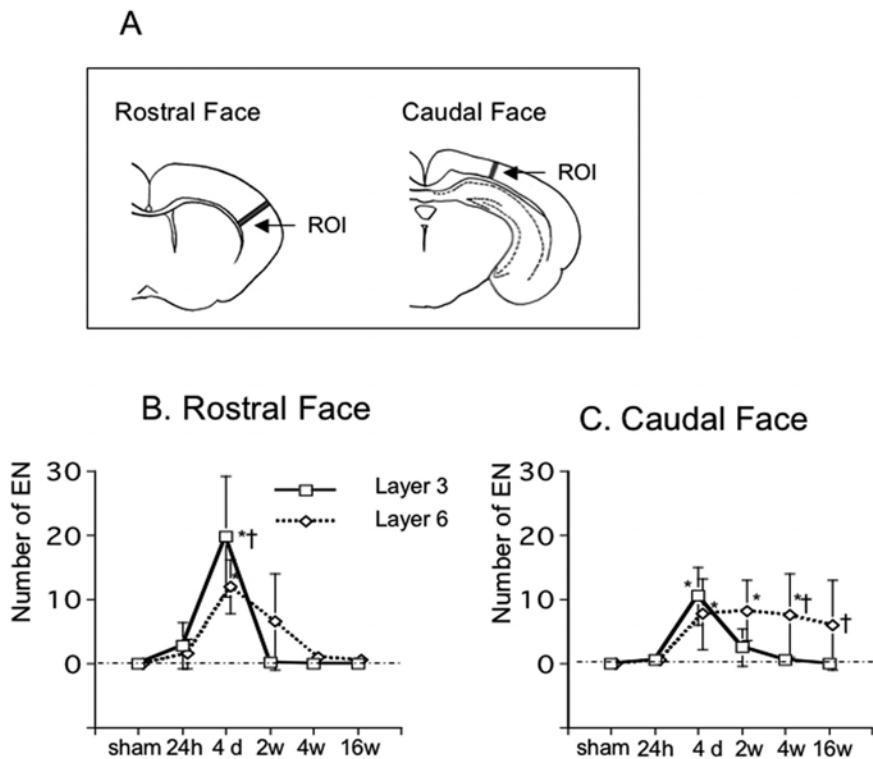 A
Rostral Face
Caudal Face
ROI
ROI
B. Rostral Face
C. Caudal Face
Number of EN
30
20
10
0
Layer 3
Layer 6
*†
*
sham 24h 4 d 2w 4w 16w
Number of EN
30
20
10
0
*
*
*
*†
†
sham 24h 4 d 2w 4w 16w